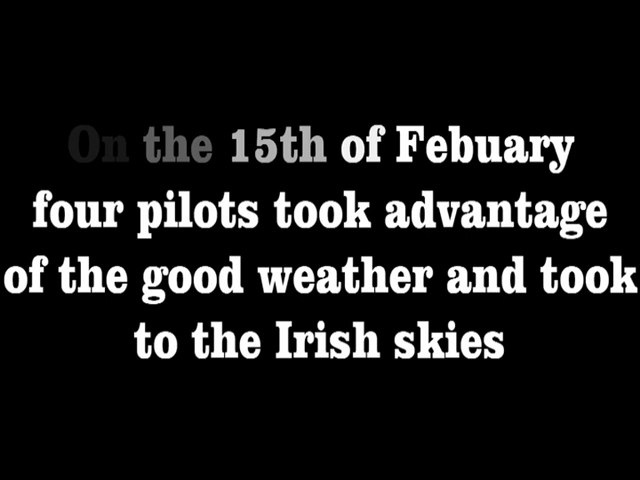 On the 15th of Febuary
four pilots took advantage
of the good weather and took
to the Irish skies